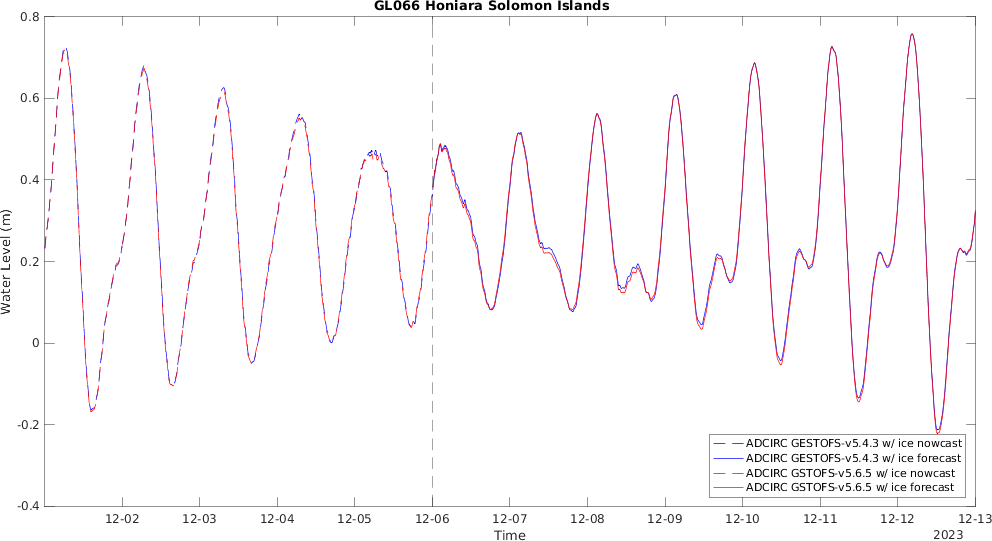 GL066 Honiara Solomon Islands
0.8
0.6
0.4
0.2
0
-0.2
-0.4
Water Level (m)
ADCIRC GESTOFS-v5.4.3 w/ ice nowcast
ADCIRC GESTOFS-v5.4.3 w/ ice forecast
ADCIRC GSTOFS-v5.6.5 w/ ice nowcast
ADCIRC GSTOFS-v5.6.5 w/ ice forecast
12-02 12-03 12-04 12-05 12-06 12-07 12-08 12-09 12-10 12-11 12-12 12-13
Time
2023